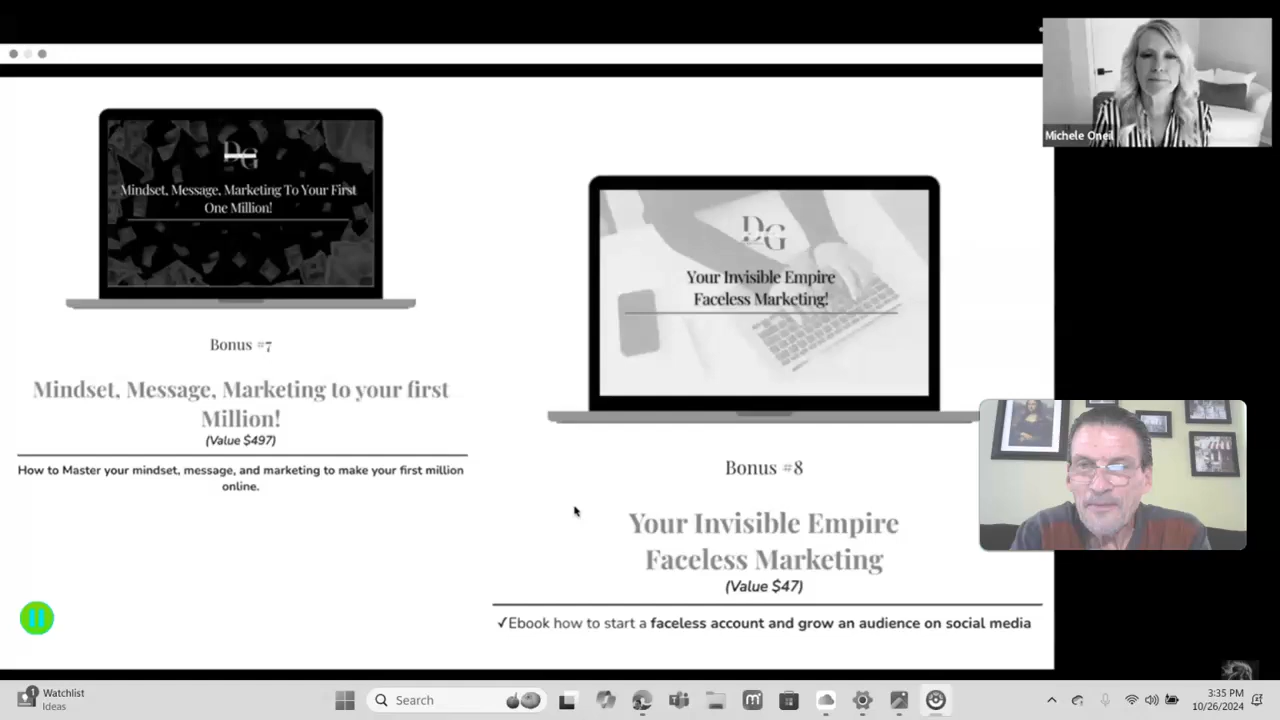 Michele Oneil
DG
Mindset, Message, Marketing To Your First
One Million!
Bonus #7
Mindset, Message, Marketing to your first
Million!
(Value $497)
How to Master your mindset, message, and marketing to make your first million
online.
DG
Your Invisible Empire
Faceless Marketing!
Bonus #8
Your Invisible Empire
Faceless Marketing
(Value $47)
✓Ebook how to start a faceless account and grow an audience on social media
1
Watchlist
Ideas
Search
m
3:35 PM
10/26/2024